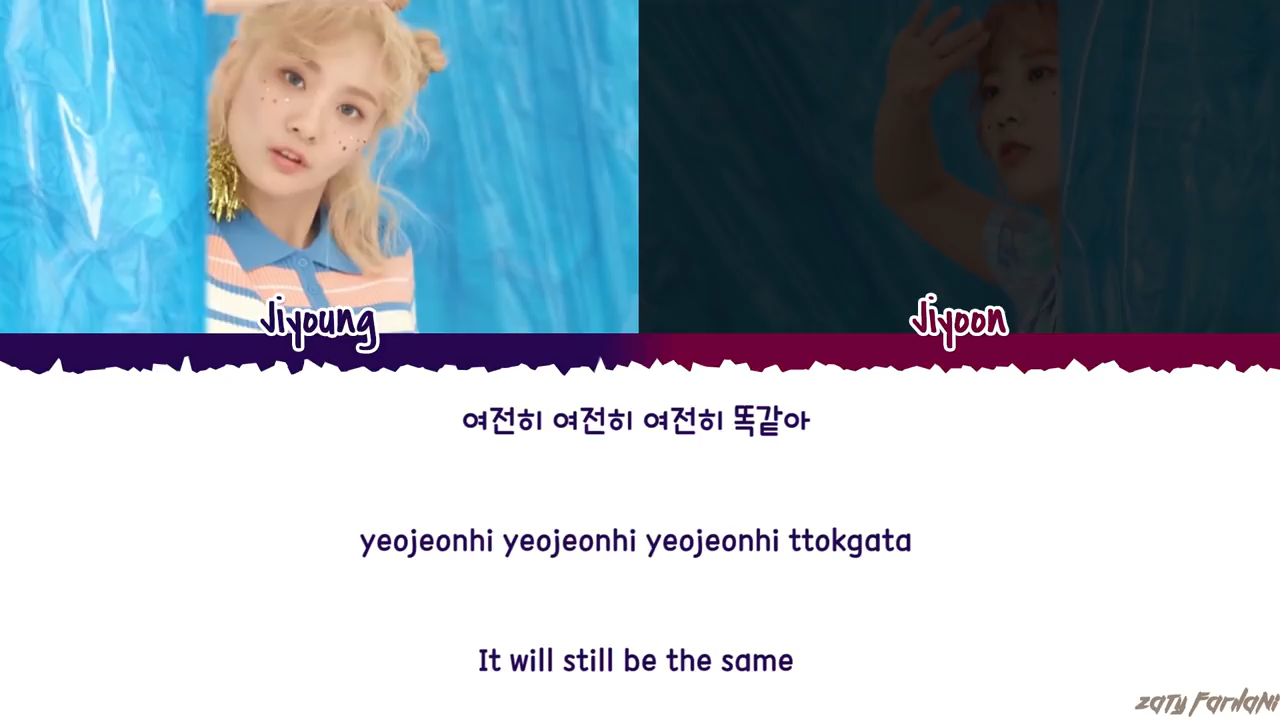 Jiyoung
Jiyoon
여전히 여전히 여전히 똑같아
yeojeonhi yeojeonhi yeojeonhi ttokgata
It will still be the same
ZATY FARHANI